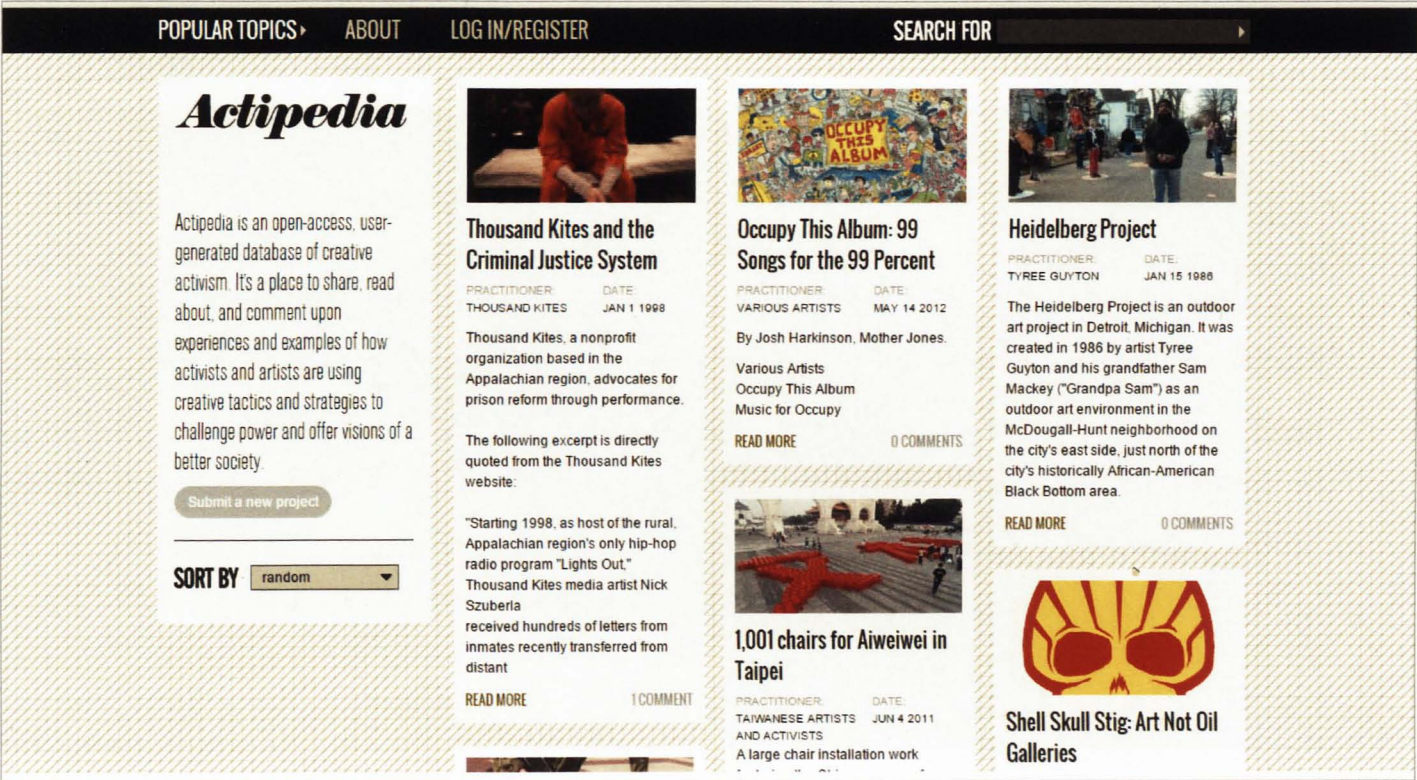 POPULAR TOPICS
ABOUT
LOG IN/REGISTER
SEARCH FOR
Actipedia
Actipedia is an open-access, user-
generated database of creative
activism. It's a place to share, read
about, and comment upon
experiences and examples of how
activists and artists are using
creative tactics and strategies to
challenge power and offer visions of a
better society.
Submit a new project
SORT BY
random
Thousand Kites and the
Criminal Justice System
PRACTITIONER: DATE:
THOUSAND KITES JAN 1 1998
Thousand Kites, a nonprofit
organization based in the
Appalachian region, advocates for
prison reform through performance.
The following excerpt is directly
quoted from the Thousand Kites
website:
"Starting 1998, as host of the rural,
Appalachian region's only hip-hop
radio program "Lights Out,"
Thousand Kites media artist Nick
Szuberla
received hundreds of letters from
inmates recently transferred from
distant
READ MORE 1 COMMENT
OCCUPY
THIS
ALBUM
Occupy This Album: 99
Songs for the 99 Percent
PRACTITIONER: DATE:
VARIOUS ARTISTS MAY 14 2012
By Josh Harkinson, Mother Jones.
Various Artists
Occupy This Album
Music for Occupy
READ MORE 0 COMMENTS
1,001 chairs for Aiweiwei in
Taipei
PRACTITIONER: DATE:
TAIWANESE ARTISTS JUN 4 2011
AND ACTIVISTS
A large chair installation work
Heidelberg Project
PRACTITIONER: DATE:
TYREE GUYTON JAN 15 1986
The Heidelberg Project is an outdoor
art project in Detroit, Michigan. It was
created in 1986 by artist Tyree
Guyton and his grandfather Sam
Mackey ("Grandpa Sam") as an
outdoor art environment in the
McDougall-Hunt neighborhood on
the city's east side, just north of the
city's historically African-American
Black Bottom area.
READ MORE 0 COMMENTS
Shell Skull Stig: Art Not Oil
Galleries